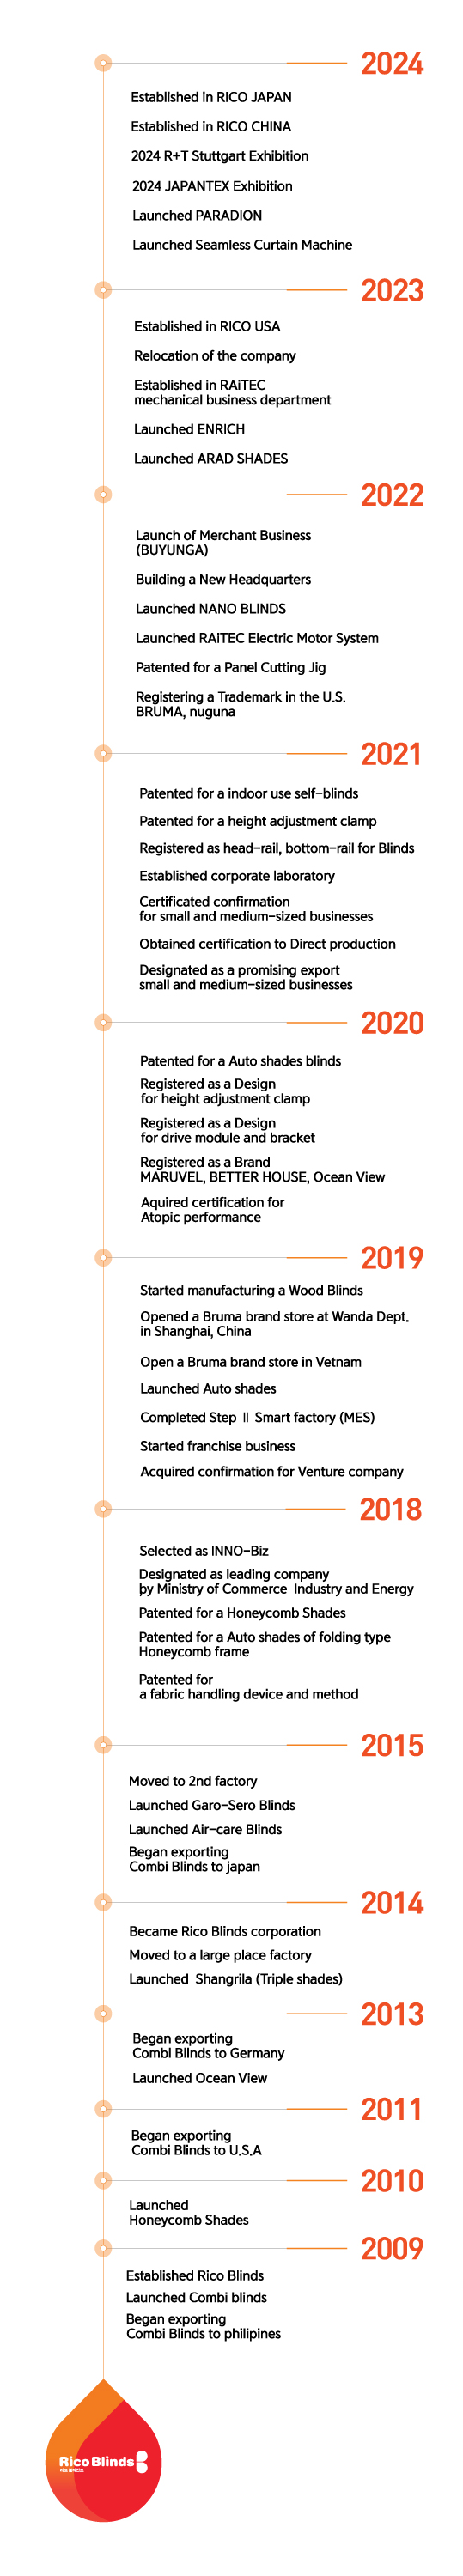 2024
Established in RICO JAPAN
Established in RICO CHINA
2024 R+T Stuttgart Exhibition
2024 JAPANTEX Exhibition
Launched PARADION
Launched Seamless Curtain Machine
2023
Established in RICO USA
Relocation of the company
Established in RAiTEC
mechanical business department
Launched ENRICH
Launched ARAD SHADES
2022
Launch of Merchant Business
(BUYUNGA)
Building a New Headquarters
Launched NANO BLINDS
Launched RAiTEC Electric Motor System
Patented for a Panel Cutting Jig
Registering a Trademark in the U.S.
BRUMA, nuguna
2021
Patented for a indoor use self-blinds
Patented for a height adjustment clamp
Registered as head-rail, bottom-rail for Blinds
Established corporate laboratory
Certificated confirmation
for small and medium-sized businesses
Obtained certification to Direct production
Designated as a promising export
small and medium-sized businesses
2020
Patented for a Auto shades blinds
Registered as a Design
for height adjustment clamp
Registered as a Design
for drive module and bracket
Registered as a Brand
MARUVEL, BETTER HOUSE, Ocean View
Aquired certification for
Atopic performance
2019
Started manufacturing a Wood Blinds
Opened a Bruma brand store at Wanda Dept.
in Shanghai, China
Open a Bruma brand store in Vetnam
Launched Auto shades
Completed Step Ⅱ Smart factory (MES)
Started franchise business
Acquired confirmation for Venture company
2018
Selected as INNO-Biz
Designated as leading company
þy Ministry of Commerce Industry and Energy
Patented for a Honeycomb Shades
Patented for a Auto shades of folding type
Honeycomb frame
Patented for
a fabric handling device and method
2015
Moved to 2nd factory
Launched Garo-Sero Blinds
Launched Air-care Blinds
Began exporting
Combi Blinds to japan
2014
Became Rico Blinds corporation
Moved to a large place factory
Launched Shangrila (Triple shades)
2013
Began exporting
Combi Blinds to Germany
Launched Ocean View
2011
Began exporting
Combi Blinds to U.S.A
2010
Launched
Honeycomb Shades
2009
Established Rico Blinds
Launched Combi blinds
Began exporting
Combi Blinds to philipines
Rico Blinds